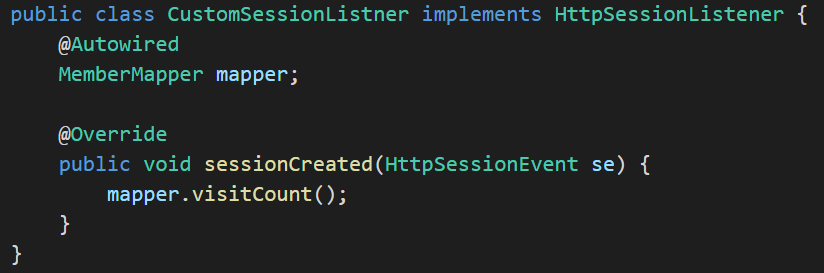 public class CustomSessionListner implements HttpSessionListener {
    @Autowired
    MemberMapper mapper;

    @Override
    public void sessionCreated(HttpSessionEvent se) {
        mapper.visitCount();
    }
}